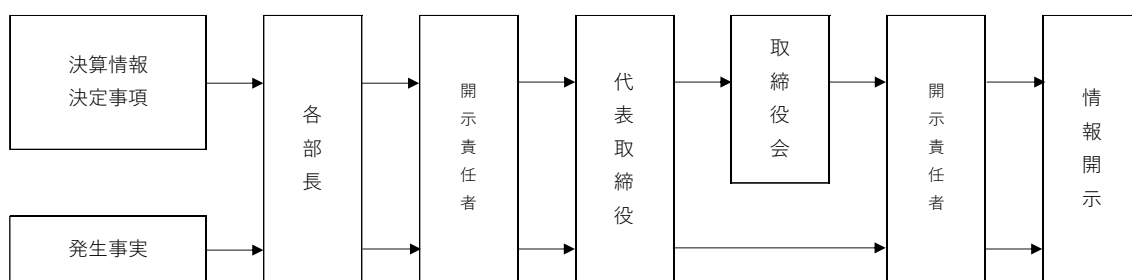 決算情報
決定事項
発生事実
各部長
開示責任者
代表取締役
取締役会
開示責任者
情報開示